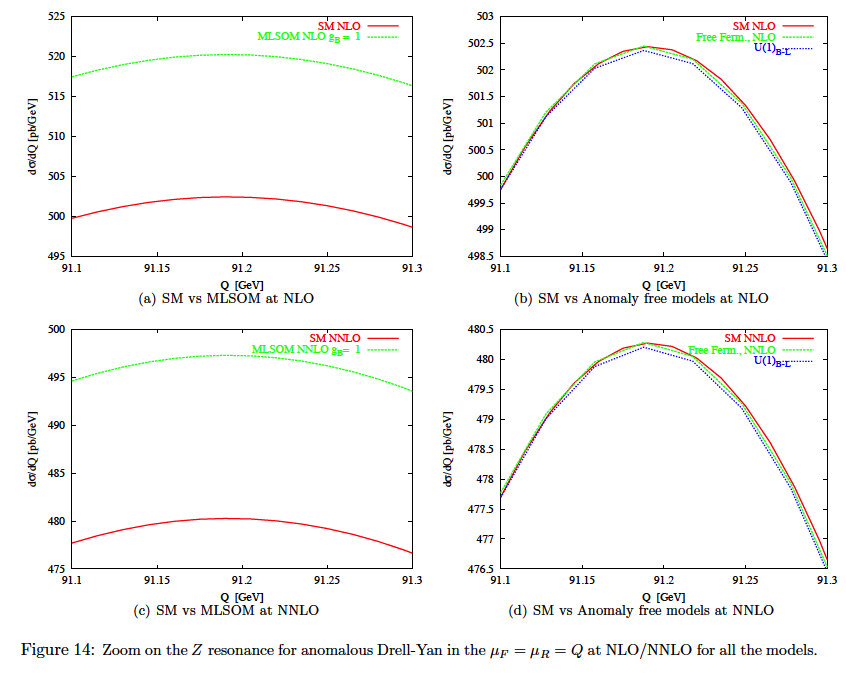 525
520
515
510
505
500
495
dσ/dQ [pb/GeV]
SM NLO
MLSOM NLO g_B = 1
91.1 91.15 91.2 91.25 91.3
Q [GeV]
(a) SM vs MLSOM at NLO
503
502.5
502
501.5
501
500.5
500
499.5
499
498.5
dσ/dQ [pb/GeV]
SM NLO
Free Ferm., NLO
U(1)_B-L
91.1 91.15 91.2 91.25 91.3
Q [GeV]
(b) SM vs Anomaly free models at NLO
500
495
490
485
480
475
dσ/dQ [pb/GeV]
SM NNLO
MLSOM NNLO g_B= 1
91.1 91.15 91.2 91.25 91.3
Q [GeV]
(c) SM vs MLSOM at NNLO
480.5
480
479.5
479
478.5
478
477.5
477
476.5
dσ/dQ [pb/GeV]
SM NNLO
Free Ferm., NNLO
U(1)_B-L
91.1 91.15 91.2 91.25 91.3
Q [GeV]
(d) SM vs Anomaly free models at NNLO
Figure 14: Zoom on the Z resonance for anomalous Drell-Yan in the μ_F = μ_R = Q at NLO/NNLO for all the models.